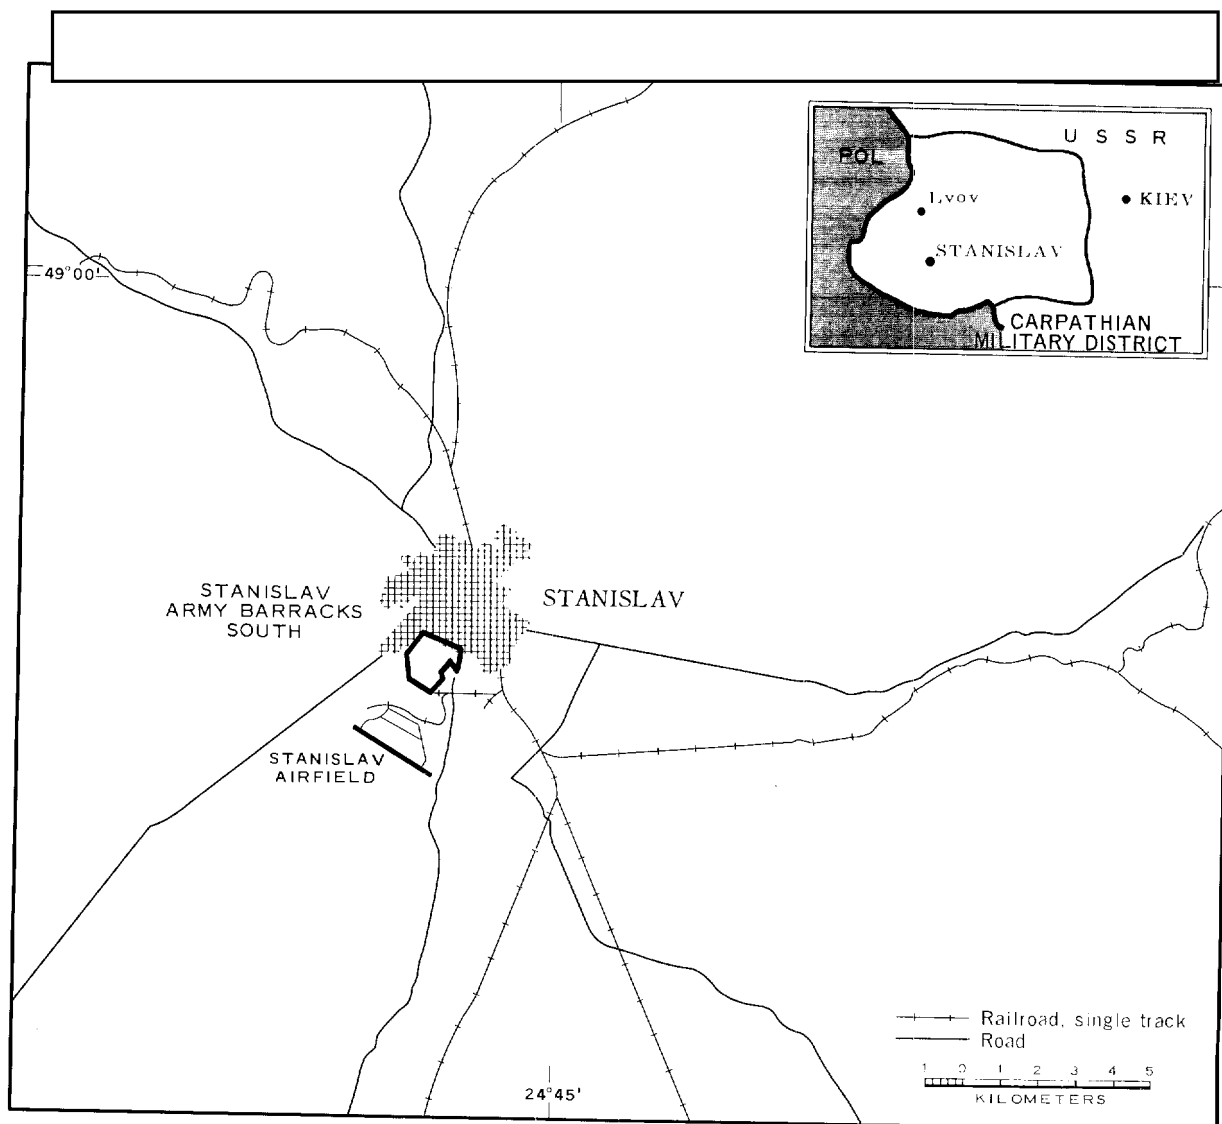 USSR
POL
Lvov
KIEV
STANISLAV
CARPATHIAN
MILITARY DISTRICT
49°00'
STANISLAV
ARMY BARRACKS
SOUTH
STANISLAV
STANISLAV
AIRFIELD
Railroad, single track
Road
1 0 1 2 3 4 5
KILOMETERS
24°45'